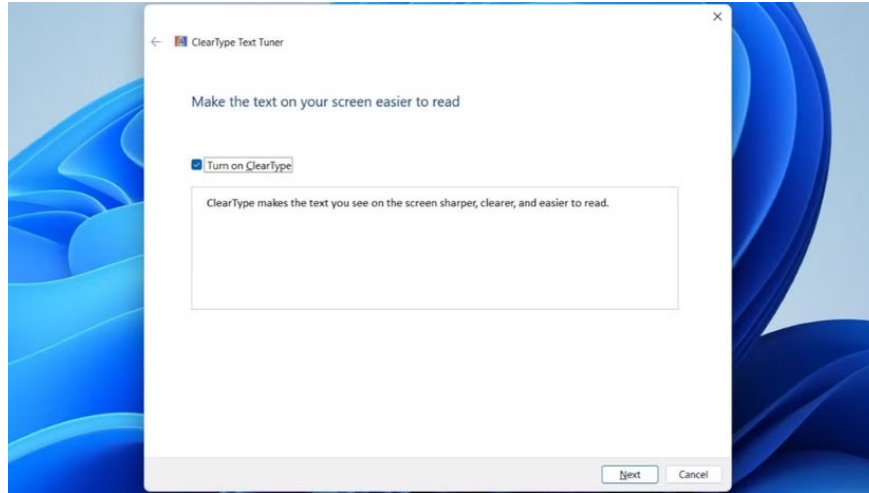 ClearType Text Tuner
Make the text on your screen easier to read
Turn on ClearType
ClearType makes the text you see on the screen sharper, clearer, and easier to read.
Next
Cancel